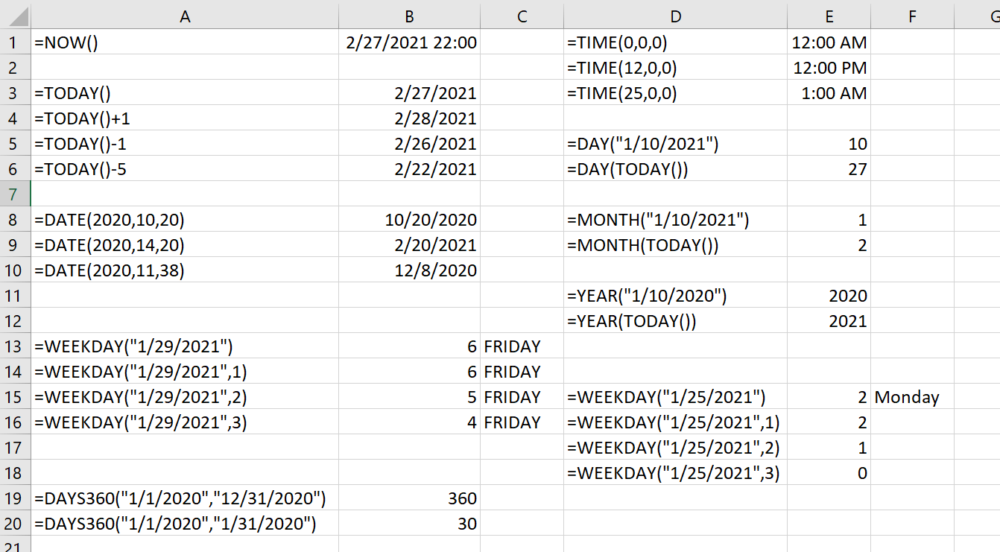 A B C D E F G
1 =NOW() 2/27/2021 22:00 =TIME(0,0,0) 12:00 AM
2 =TIME(12,0,0) 12:00 PM
3 =TODAY() 2/27/2021 =TIME(25,0,0) 1:00 AM
4 =TODAY()+1 2/28/2021
5 =TODAY()-1 2/26/2021 =DAY("1/10/2021") 10
6 =TODAY()-5 2/22/2021 =DAY(TODAY()) 27
7
8 =DATE(2020,10,20) 10/20/2020 =MONTH("1/10/2021") 1
9 =DATE(2020,14,20) 2/20/2021 =MONTH(TODAY()) 2
10 =DATE(2020,11,38) 12/8/2020
11 =YEAR("1/10/2020") 2020
12 =YEAR(TODAY()) 2021
13 =WEEKDAY("1/29/2021") 6 FRIDAY
14 =WEEKDAY("1/29/2021",1) 6 FRIDAY
15 =WEEKDAY("1/29/2021",2) 5 FRIDAY =WEEKDAY("1/25/2021") 2 Monday
16 =WEEKDAY("1/29/2021",3) 4 FRIDAY =WEEKDAY("1/25/2021",1) 2
17 =WEEKDAY("1/25/2021",2) 1
18 =WEEKDAY("1/25/2021",3) 0
19 =DAYS360("1/1/2020","12/31/2020") 360
20 =DAYS360("1/1/2020","1/31/2020") 30
21